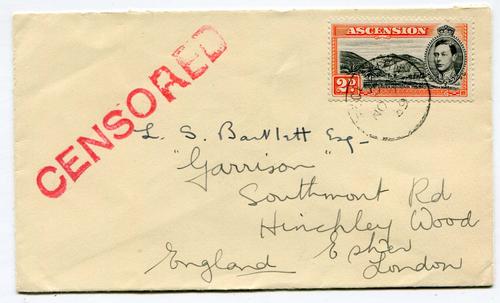 CENSORED
ASCENSION
2D
L. S. Bartlett Esq-
"Garrison"
Southmont Rd
Hinchley Wood
Esher
England London